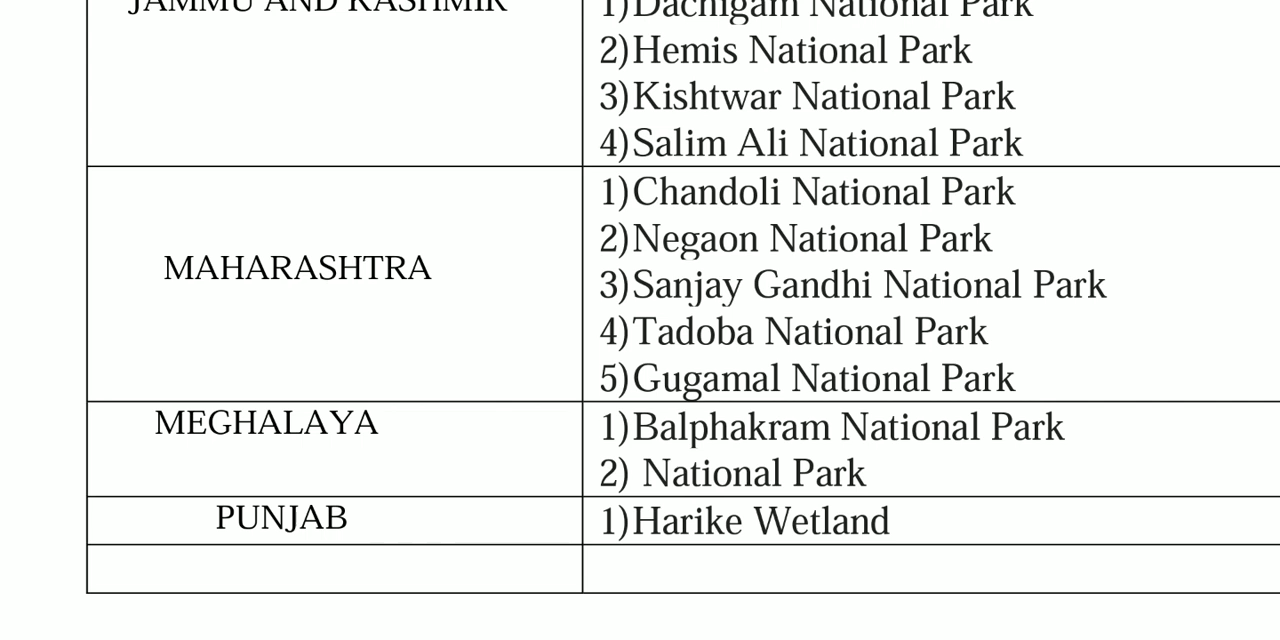 JAMMU AND KASHMIR
1)Dachigam National Park
2)Hemis National Park
3)Kishtwar National Park
4)Salim Ali National Park
MAHARASHTRA
1)Chandoli National Park
2)Negaon National Park
3)Sanjay Gandhi National Park
4)Tadoba National Park
5)Gugamal National Park
MEGHALAYA
1)Balphakram National Park
2) National Park
PUNJAB
1)Harike Wetland